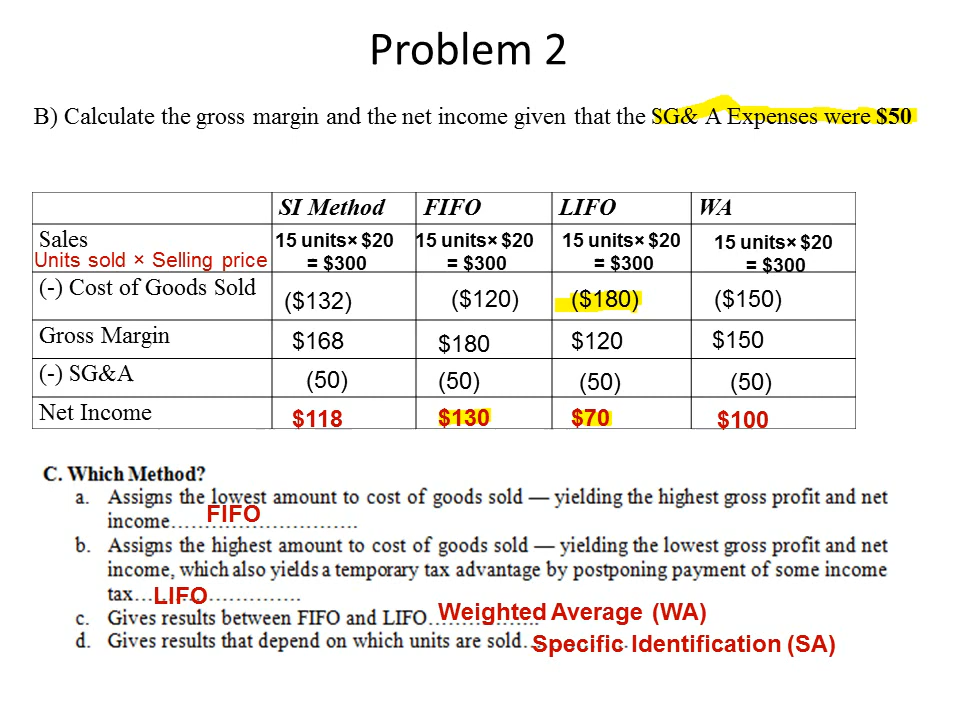 Problem 2
B) Calculate the gross margin and the net income given that the SG& A Expenses were $50
SI Method FIFO LIFO WA
Sales 15 units× $20 15 units× $20 15 units× $20 15 units× $20
Units sold × Selling price = $300 = $300 = $300 = $300
(-) Cost of Goods Sold ($132) ($120) ($180) ($150)
Gross Margin $168 $180 $120 $150
(-) SG&A (50) (50) (50) (50)
Net Income $118 $130 $70 $100
C. Which Method?
a. Assigns the lowest amount to cost of goods sold — yielding the highest gross profit and net
income............................. FIFO
b. Assigns the highest amount to cost of goods sold — yielding the lowest gross profit and net
income, which also yields a temporary tax advantage by postponing payment of some income
tax............................ LIFO
c. Gives results between FIFO and LIFO.................. Weighted Average (WA)
d. Gives results that depend on which units are sold.................. Specific Identification (SA)